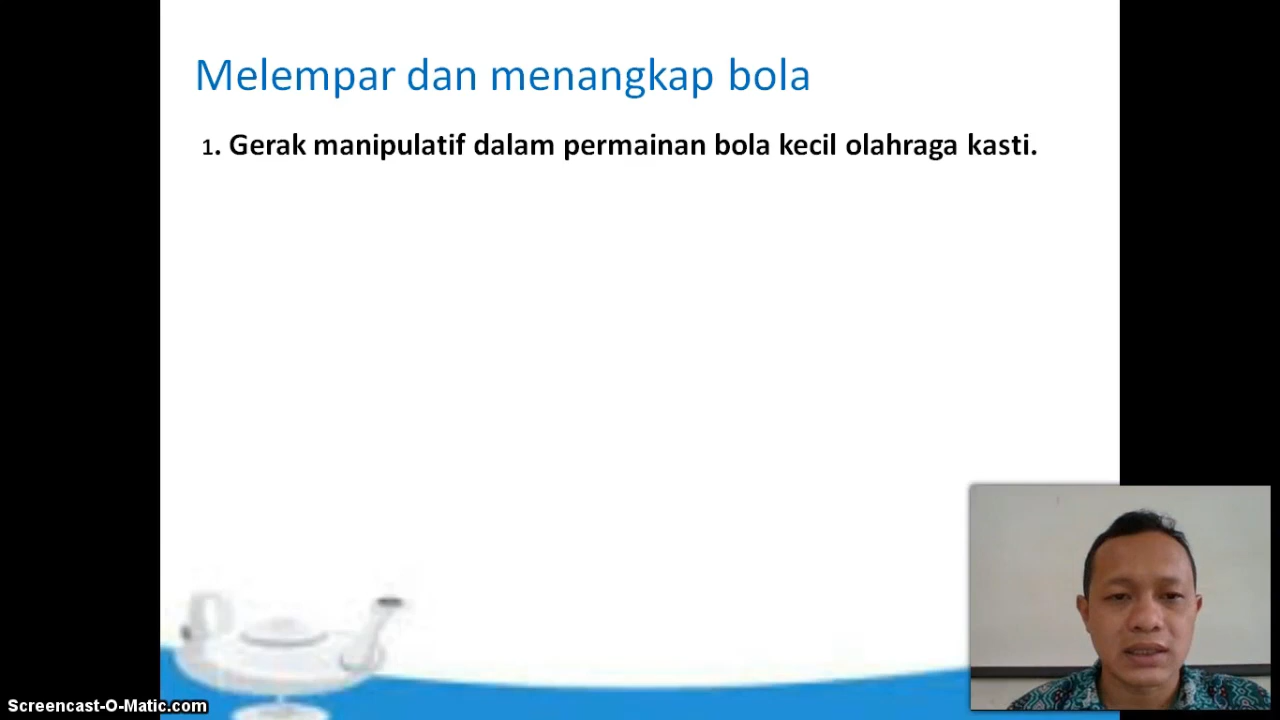 Melempar dan menangkap bola
1. Gerak manipulatif dalam permainan bola kecil olahraga kasti.
Screencast-O-Matic.com